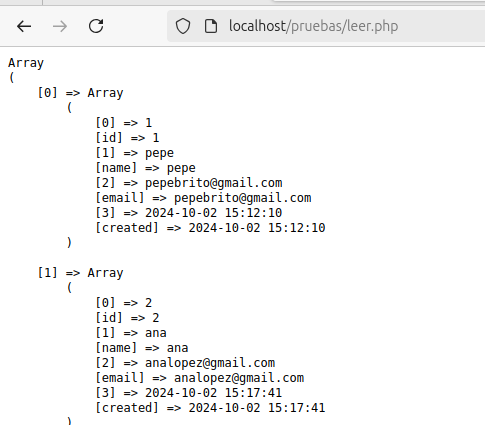 localhost/pruebas/leer.php
Array
(
    [0] => Array
        (
            [0] => 1
            [id] => 1
            [1] => pepe
            [name] => pepe
            [2] => pepebrito@gmail.com
            [email] => pepebrito@gmail.com
            [3] => 2024-10-02 15:12:10
            [created] => 2024-10-02 15:12:10
        )

    [1] => Array
        (
            [0] => 2
            [id] => 2
            [1] => ana
            [name] => ana
            [2] => analopez@gmail.com
            [email] => analopez@gmail.com
            [3] => 2024-10-02 15:17:41
            [created] => 2024-10-02 15:17:41
        )